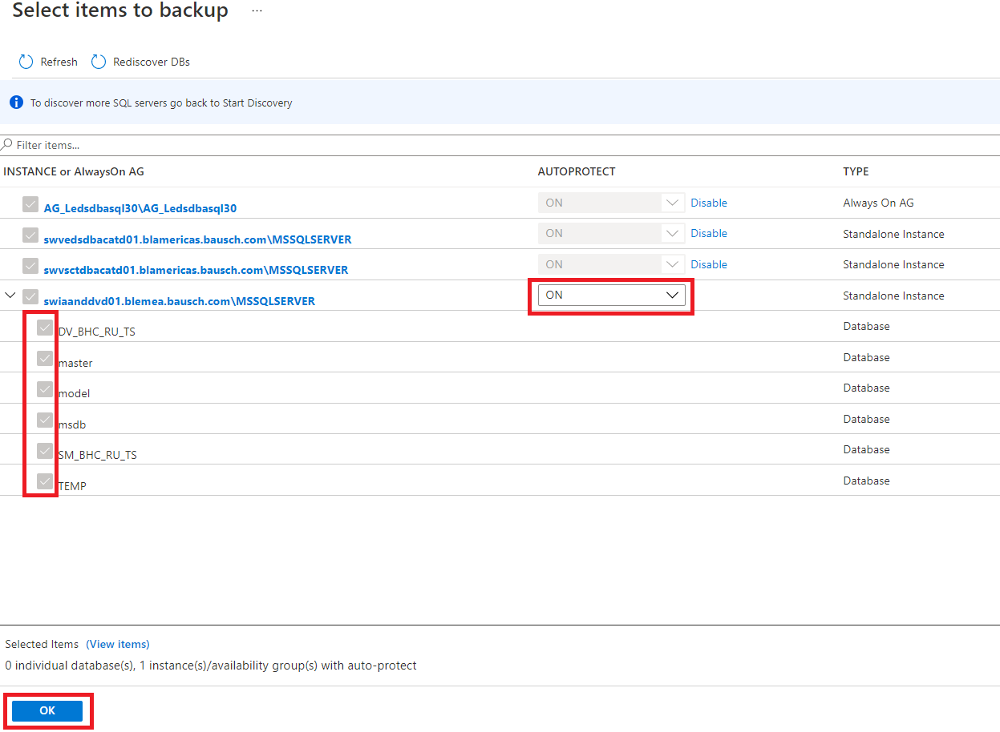 Select items to backup ...
Refresh Rediscover DBs
To discover more SQL servers go back to Start Discovery
Filter items...
INSTANCE or AlwaysOn AG AUTOPROTECT TYPE
AG_Ledsdbasql30\AG_Ledsdbasql30 ON Disable Always On AG
swvedsdbacatd01.blamericas.bausch.com\MSSQLSERVER ON Disable Standalone Instance
swvsctdbacatd01.blamericas.bausch.com\MSSQLSERVER ON Disable Standalone Instance
swiaanddvd01.blemea.bausch.com\MSSQLSERVER ON Standalone Instance
DV_BHC_RU_TS Database
master Database
model Database
msdb Database
SM_BHC_RU_TS Database
TEMP Database
Selected Items (View items)
0 individual database(s), 1 instance(s)/availability group(s) with auto-protect
OK